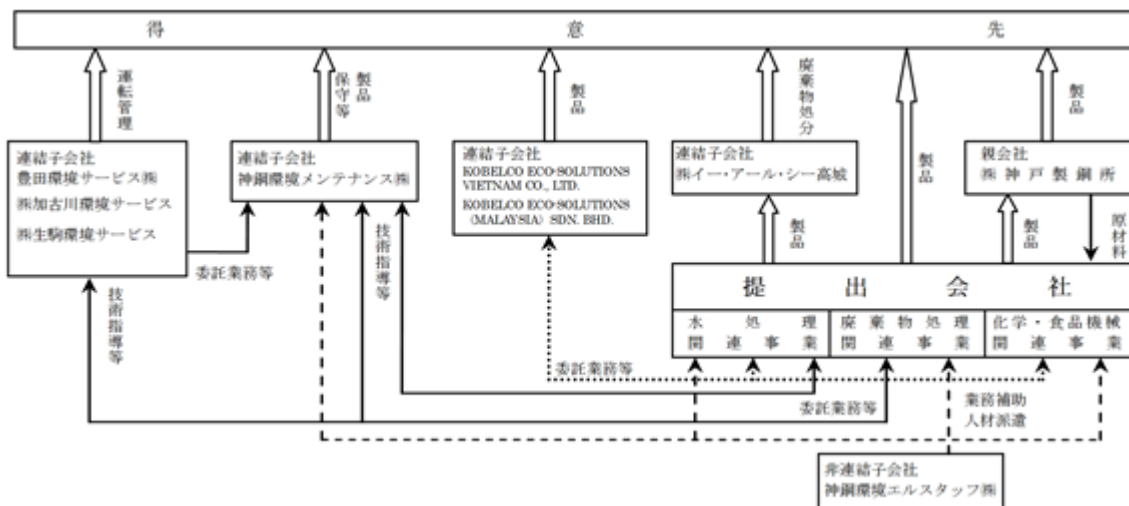 得意先
運転管理
製品
保守等
製品
廃棄物処分
製品
製品
連結子会社
豊田環境サービス㈱
㈱加古川環境サービス
㈱生駒環境サービス
連結子会社
神鋼環境メンテナンス㈱
連結子会社
KOBELCO ECO-SOLUTIONS
VIETNAM CO., LTD.
KOBELCO ECO-SOLUTIONS
(MALAYSIA) SDN. BHD.
連結子会社
㈱イー・アール・シー高城
親会社
㈱神戸製鋼所
委託業務等
技術指導等
技術指導等
製品
製品
原材料
提出会社
水処理
関連事業
廃棄物処理
関連事業
化学・食品機械
関連事業
委託業務等
委託業務等
業務補助
人材派遣
非連結子会社
神鋼環境エルスタッフ㈱